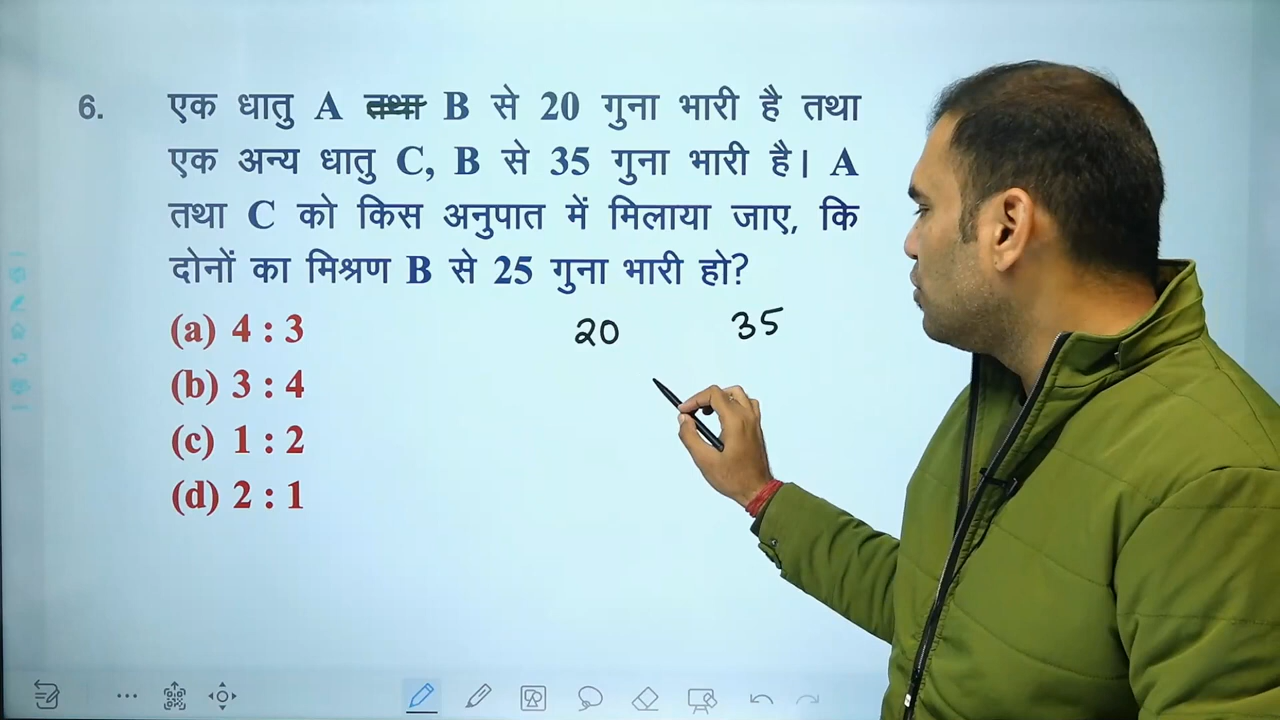 6. एक धातु A तथा B से 20 गुना भारी है तथा
एक अन्य धातु C, B से 35 गुना भारी है। A
तथा C को किस अनुपात में मिलाया जाए, कि
दोनों का मिश्रण B से 25 गुना भारी हो?
(a) 4 : 3
20 35
(b) 3 : 4
(c) 1 : 2
(d) 2 : 1